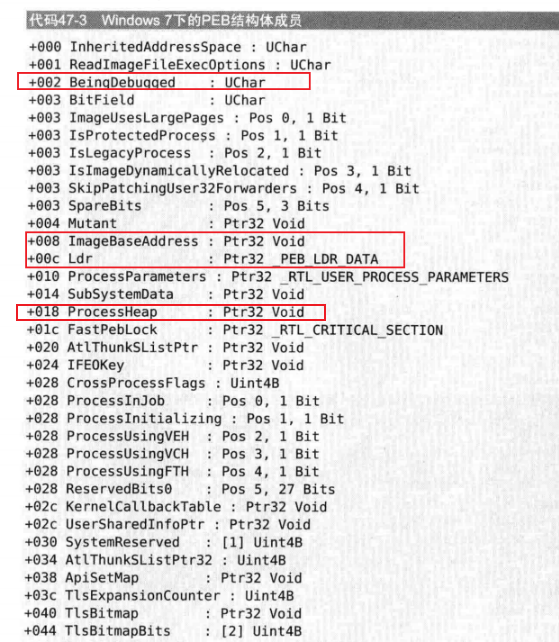 代码47-3 Windows 7下的PEB结构体成员
+000 InheritedAddressSpace : UChar
+001 ReadImageFileExecOptions : UChar
+002 BeingDebugged : UChar
+003 BitField : UChar
+003 ImageUsesLargePages : Pos 0, 1 Bit
+003 IsProtectedProcess : Pos 1, 1 Bit
+003 IsLegacyProcess : Pos 2, 1 Bit
+003 IsImageDynamicallyRelocated : Pos 3, 1 Bit
+003 SkipPatchingUser32Forwarders : Pos 4, 1 Bit
+003 SpareBits : Pos 5, 3 Bits
+004 Mutant : Ptr32 Void
+008 ImageBaseAddress : Ptr32 Void
+00c Ldr : Ptr32 _PEB_LDR_DATA
+010 ProcessParameters : Ptr32 _RTL_USER_PROCESS_PARAMETERS
+014 SubSystemData : Ptr32 Void
+018 ProcessHeap : Ptr32 Void
+01c FastPebLock : Ptr32 _RTL_CRITICAL_SECTION
+020 AtlThunkSListPtr : Ptr32 Void
+024 IFEOKey : Ptr32 Void
+028 CrossProcessFlags : Uint4B
+028 ProcessInJob : Pos 0, 1 Bit
+028 ProcessInitializing : Pos 1, 1 Bit
+028 ProcessUsingVEH : Pos 2, 1 Bit
+028 ProcessUsingVCH : Pos 3, 1 Bit
+028 ProcessUsingFTH : Pos 4, 1 Bit
+028 ReservedBits0 : Pos 5, 27 Bits
+02c KernelCallbackTable : Ptr32 Void
+02c UserSharedInfoPtr : Ptr32 Void
+030 SystemReserved : [1] Uint4B
+034 AtlThunkSListPtr32 : Uint4B
+038 ApiSetMap : Ptr32 Void
+03c TlsExpansionCounter : Uint4B
+040 TlsBitmap : Ptr32 Void
+044 TlsBitmapBits : [2] Uint4B